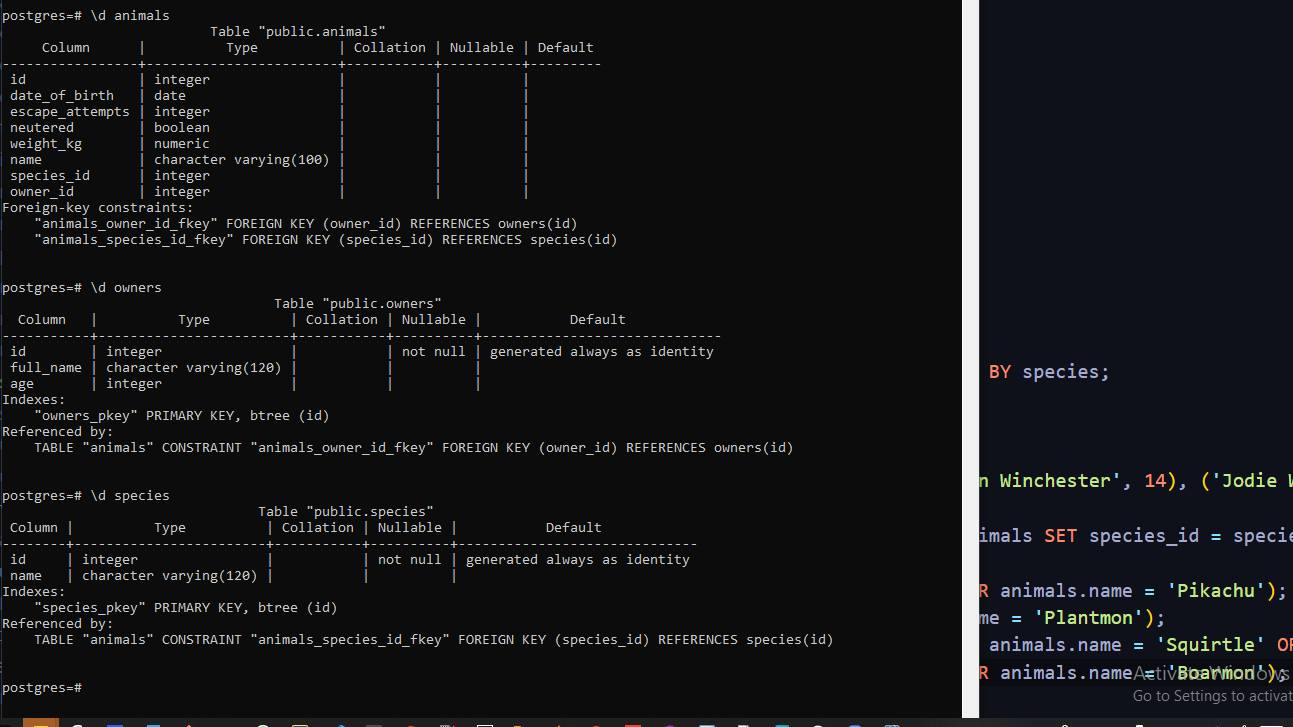 postgres=# \d animals
                          Table "public.animals"
     Column      |          Type          | Collation | Nullable | Default
-----------------+------------------------+-----------+----------+---------
 id              | integer                |           |          |
 date_of_birth   | date                   |           |          |
 escape_attempts | integer                |           |          |
 neutered        | boolean                |           |          |
 weight_kg       | numeric                |           |          |
 name            | character varying(100) |           |          |
 species_id      | integer                |           |          |
 owner_id        | integer                |           |          |
Foreign-key constraints:
    "animals_owner_id_fkey" FOREIGN KEY (owner_id) REFERENCES owners(id)
    "animals_species_id_fkey" FOREIGN KEY (species_id) REFERENCES species(id)
postgres=# \d owners
                                  Table "public.owners"
  Column   |          Type          | Collation | Nullable |           Default
-----------+------------------------+-----------+----------+------------------------------
 id        | integer                |           | not null | generated always as identity
 full_name | character varying(120) |           |          |
 age       | integer                |           |          |
Indexes:
    "owners_pkey" PRIMARY KEY, btree (id)
Referenced by:
    TABLE "animals" CONSTRAINT "animals_owner_id_fkey" FOREIGN KEY (owner_id) REFERENCES owners(id)
postgres=# \d species
                                Table "public.species"
 Column |          Type          | Collation | Nullable |           Default
--------+------------------------+-----------+----------+------------------------------
 id     | integer                |           | not null | generated always as identity
 name   | character varying(120) |           |          |
Indexes:
    "species_pkey" PRIMARY KEY, btree (id)
Referenced by:
    TABLE "animals" CONSTRAINT "animals_species_id_fkey" FOREIGN KEY (species_id) REFERENCES species(id)
postgres=#
BY species;
n Winchester', 14), ('Jodie W
imals SET species_id = specie
R animals.name = 'Pikachu');
me = 'Plantmon');
animals.name = 'Squirtle' OR
R animals.name = 'Boarmon');
Activate Windows
Go to Settings to activat